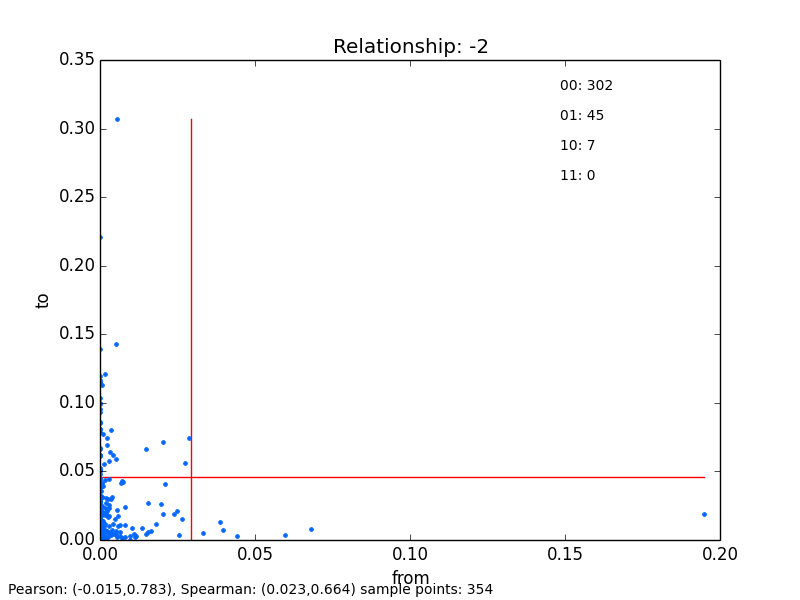 Relationship: -2
0.35
0.30
0.25
0.20
0.15
0.10
0.05
0.00
to
00: 302
01: 45
10: 7
11: 0
0.00 0.05 0.10 0.15 0.20
from
Pearson: (-0.015,0.783), Spearman: (0.023,0.664) sample points: 354